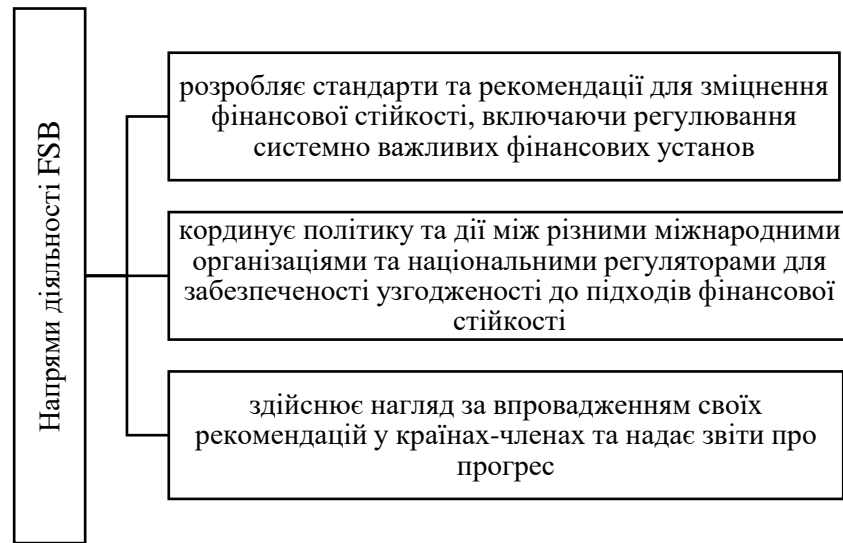 Напрями діяльності FSB
розробляє стандарти та рекомендації для зміцнення
фінансової стійкості, включаючи регулювання
системно важливих фінансових установ
кординує політику та дії між різними міжнародними
організаціями та національними регуляторами для
забезпеченості узгодженості до підходів фінансової
стійкості
здійснює нагляд за впровадженням своїх
рекомендацій у країнах-членах та надає звіти про
прогрес